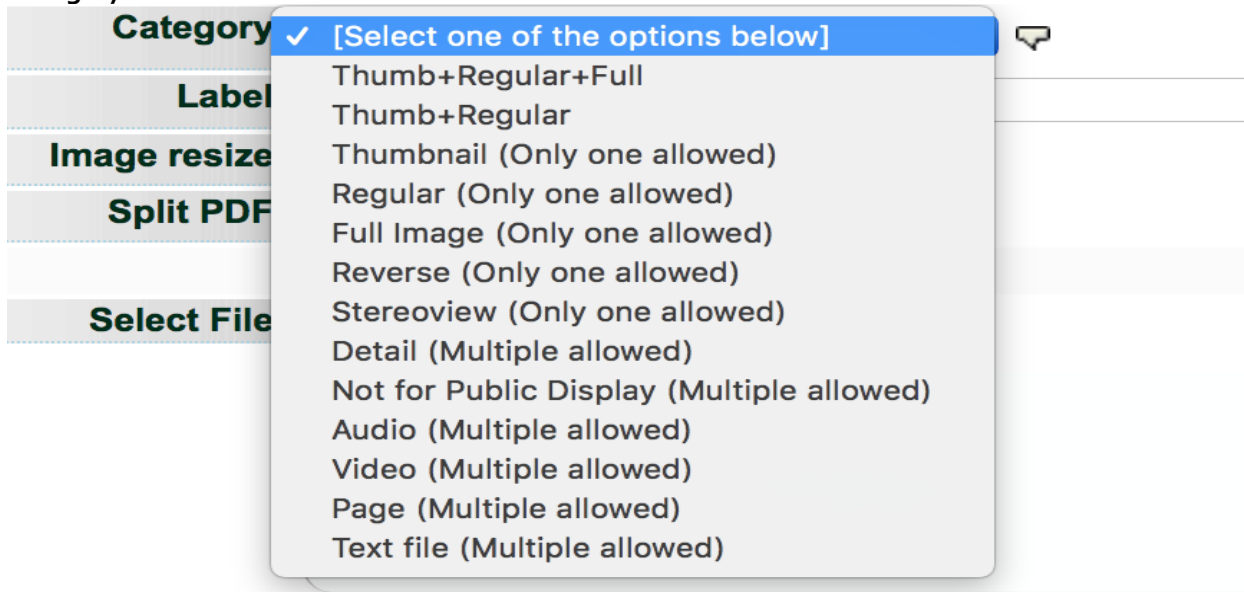 Category
✓ [Select one of the options below]
Thumb+Regular+Full
Label
Thumb+Regular
Image resize
Thumbnail (Only one allowed)
Regular (Only one allowed)
Split PDF
Full Image (Only one allowed)
Reverse (Only one allowed)
Select File
Stereoview (Only one allowed)
Detail (Multiple allowed)
Not for Public Display (Multiple allowed)
Audio (Multiple allowed)
Video (Multiple allowed)
Page (Multiple allowed)
Text file (Multiple allowed)